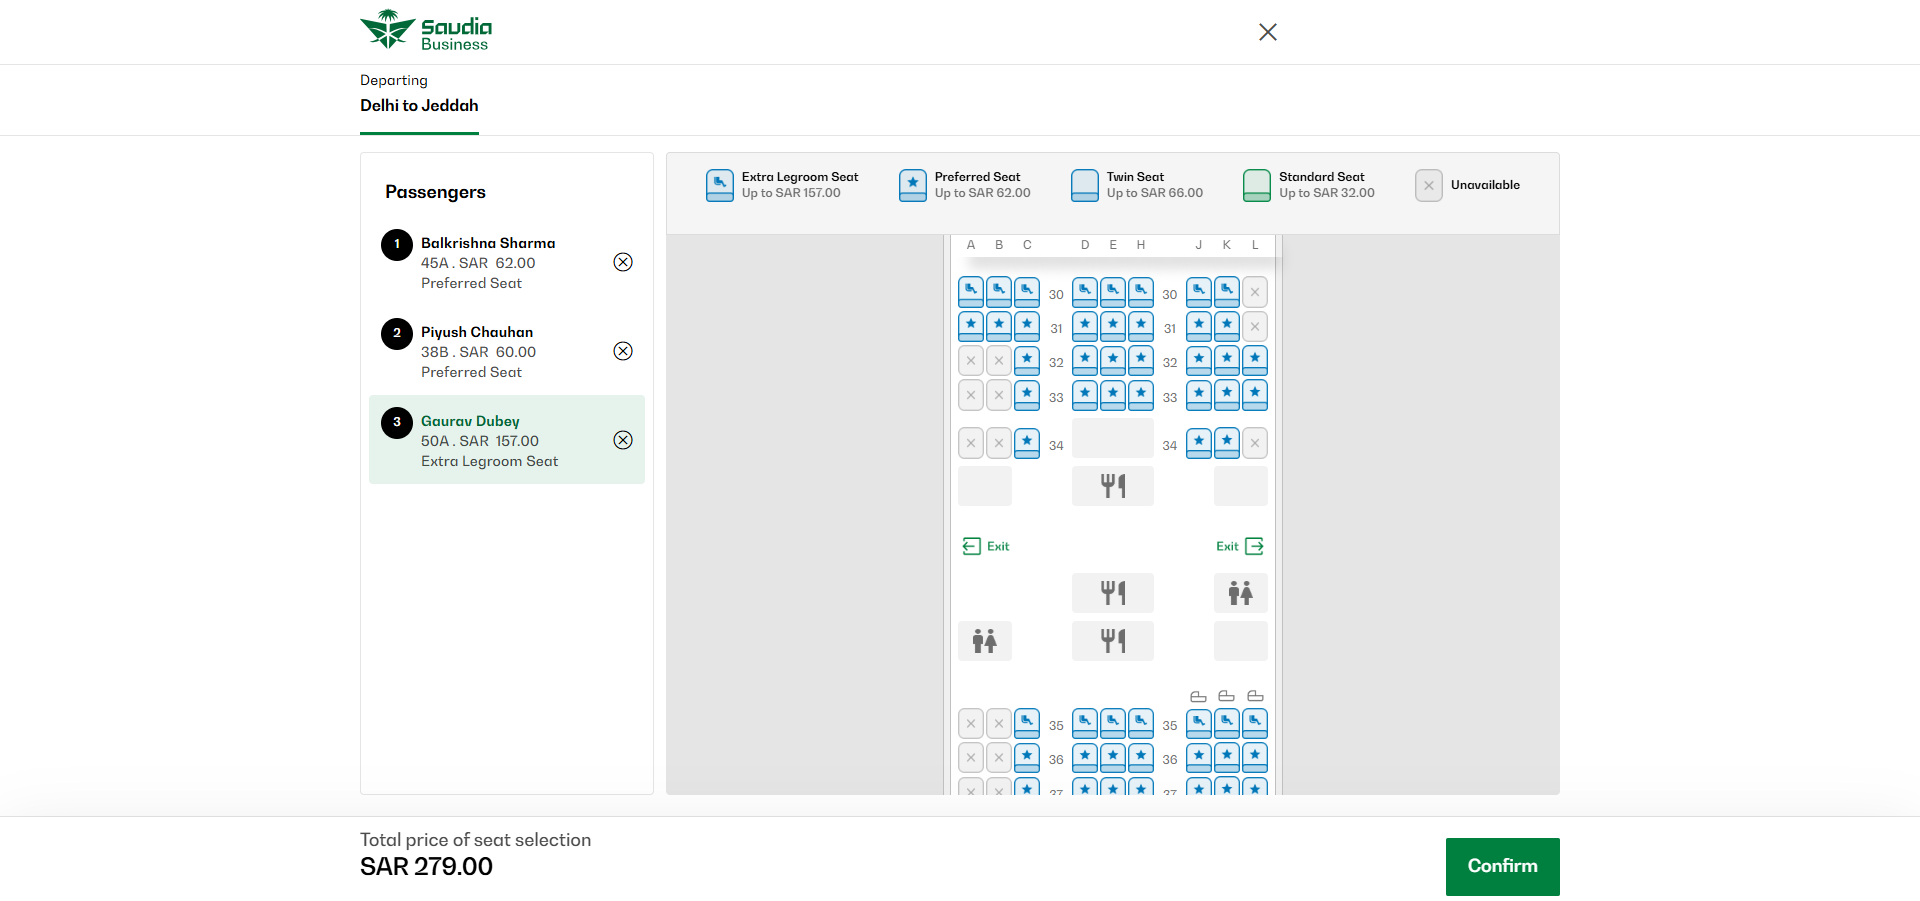 Saudia
Business
Departing
Delhi to Jeddah
Passengers
1
Balkrishna Sharma
45A . SAR 62.00
Preferred Seat
2
Piyush Chauhan
38B . SAR 60.00
Preferred Seat
3
Gaurav Dubey
50A . SAR 157.00
Extra Legroom Seat
Extra Legroom Seat
Up to SAR 157.00
Preferred Seat
Up to SAR 62.00
Twin Seat
Up to SAR 66.00
Standard Seat
Up to SAR 32.00
Unavailable
A B C D E H J K L
30 30
31 31
32 32
33 33
34 34
Exit Exit
35 35
36 36
37 37
Total price of seat selection
SAR 279.00
Confirm